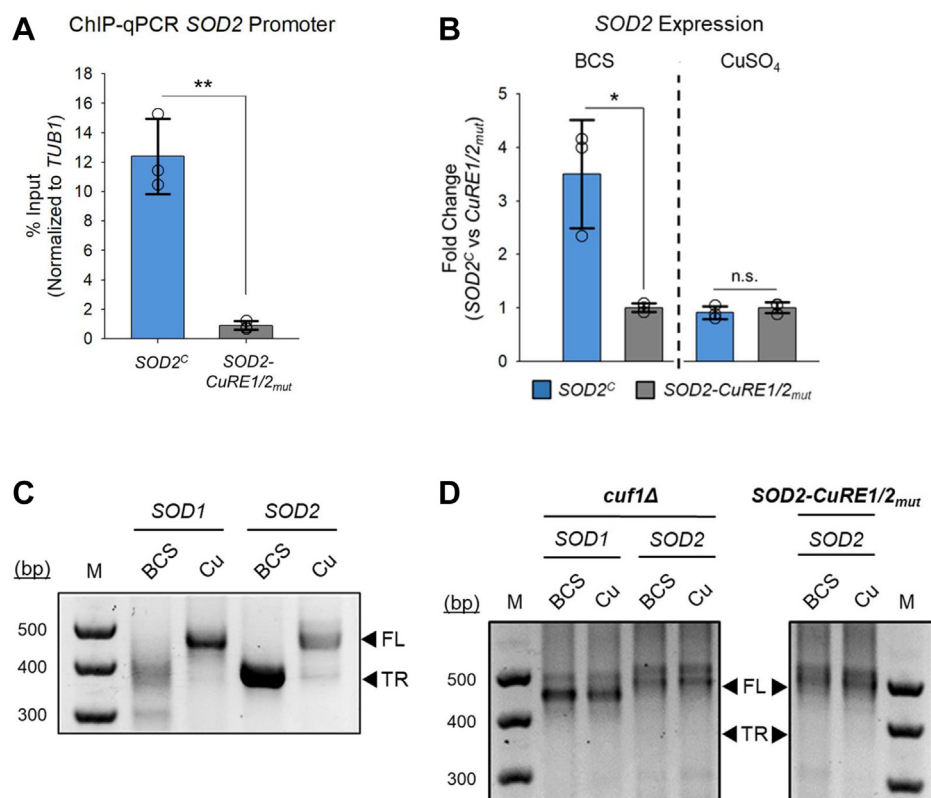 A
ChIP-qPCR SOD2 Promoter
% Input
(Normalized to TUB1)
18
16
14
12
10
8
6
4
2
0
**
SOD2ᶜ
SOD2-
CuRE1/2mut
B
SOD2 Expression
BCS
CuSO₄
Fold Change
(SOD2ᶜ vs CuRE1/2mut)
5
4
3
2
1
0
*
n.s.
SOD2ᶜ
SOD2-CuRE1/2mut
C
SOD1
SOD2
(bp)
M
BCS
Cu
BCS
Cu
500
400
300
◀ FL
◀ TR
D
cuf1Δ
SOD2-CuRE1/2mut
SOD1
SOD2
SOD2
(bp)
M
BCS
Cu
BCS
Cu
BCS
Cu
M
500
400
300
◀ FL ▶
◀ TR ▶